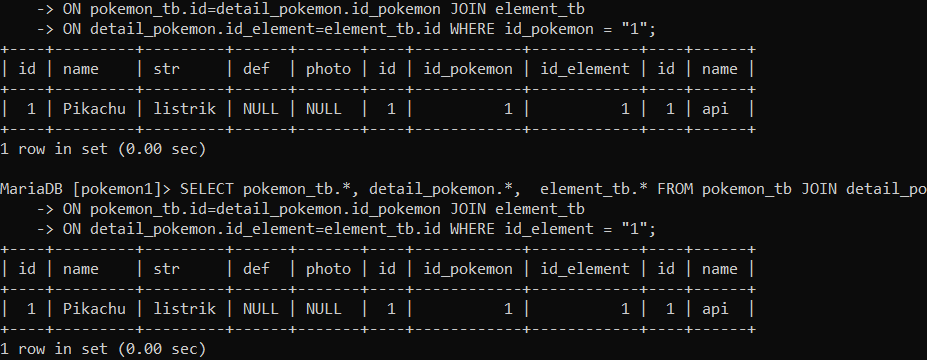 -> ON pokemon_tb.id=detail_pokemon.id_pokemon JOIN element_tb
    -> ON detail_pokemon.id_element=element_tb.id WHERE id_pokemon = "1";
+----+---------+---------+------+-------+----+------------+------------+----+------+
| id | name    | str     | def  | photo | id | id_pokemon | id_element | id | name |
+----+---------+---------+------+-------+----+------------+------------+----+------+
|  1 | Pikachu | listrik | NULL | NULL  |  1 |          1 |          1 |  1 | api  |
+----+---------+---------+------+-------+----+------------+------------+----+------+
1 row in set (0.00 sec)
MariaDB [pokemon1]> SELECT pokemon_tb.*, detail_pokemon.*,  element_tb.* FROM pokemon_tb JOIN detail_po
    -> ON pokemon_tb.id=detail_pokemon.id_pokemon JOIN element_tb
    -> ON detail_pokemon.id_element=element_tb.id WHERE id_element = "1";
+----+---------+---------+------+-------+----+------------+------------+----+------+
| id | name    | str     | def  | photo | id | id_pokemon | id_element | id | name |
+----+---------+---------+------+-------+----+------------+------------+----+------+
|  1 | Pikachu | listrik | NULL | NULL  |  1 |          1 |          1 |  1 | api  |
+----+---------+---------+------+-------+----+------------+------------+----+------+
1 row in set (0.00 sec)